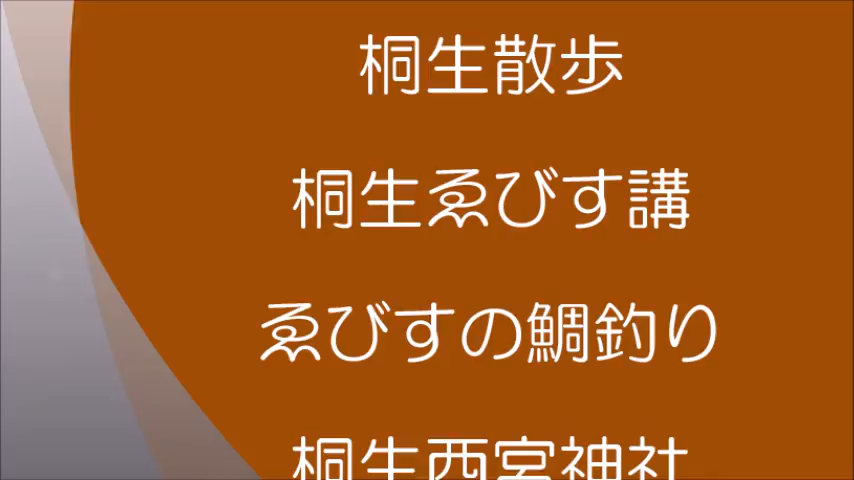 桐生散歩
桐生ゑびす講
ゑびすの鯛釣り
桐生西宮神社